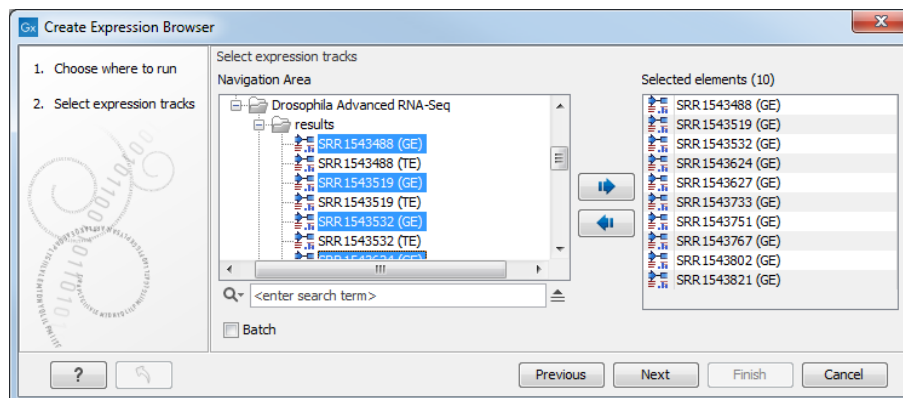 Gx Create Expression Browser
1. Choose where to run
2. Select expression tracks
Select expression tracks
Navigation Area
Drosophila Advanced RNA-Seq
results
SRR1543488 (GE)
SRR1543488 (TE)
SRR1543519 (GE)
SRR1543519 (TE)
SRR1543532 (GE)
SRR1543532 (TE)
SRR1543624 (GE)
<enter search term>
Batch
Selected elements (10)
SRR1543488 (GE)
SRR1543519 (GE)
SRR1543532 (GE)
SRR1543624 (GE)
SRR1543627 (GE)
SRR1543733 (GE)
SRR1543751 (GE)
SRR1543767 (GE)
SRR1543802 (GE)
SRR1543821 (GE)
?
Previous
Next
Finish
Cancel